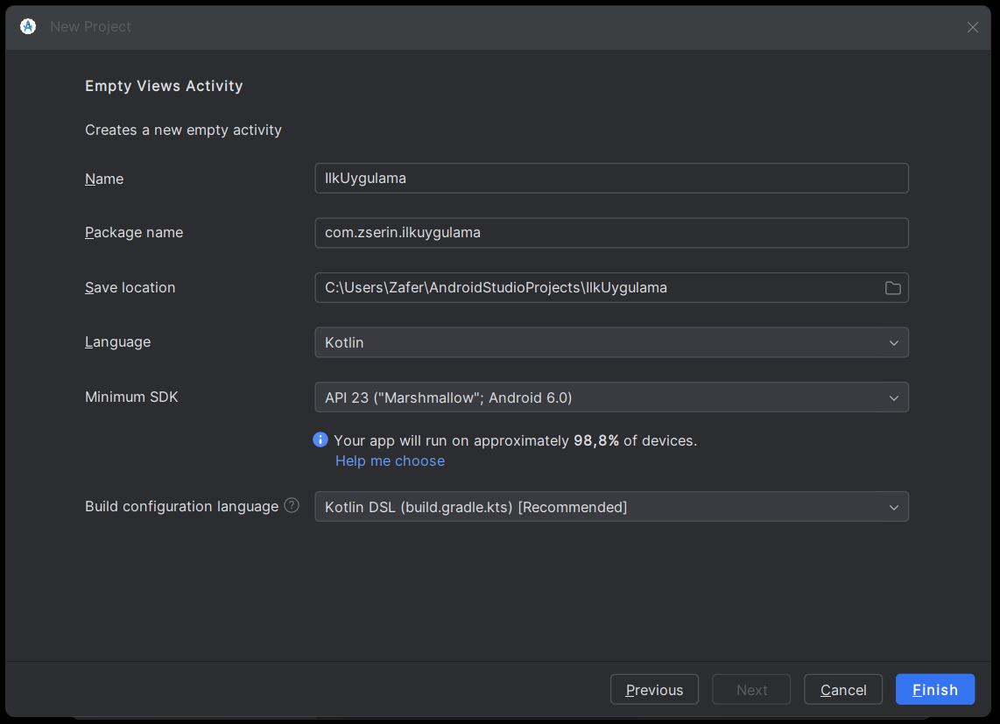 New Project
Empty Views Activity
Creates a new empty activity
Name
IlkUygulama
Package name
com.zserin.ilkuygulama
Save location
C:\Users\Zafer\AndroidStudioProjects\IlkUygulama
Language
Kotlin
Minimum SDK
API 23 ("Marshmallow"; Android 6.0)
Your app will run on approximately 98,8% of devices.
Help me choose
Build configuration language
Kotlin DSL (build.gradle.kts) [Recommended]
Previous
Next
Cancel
Finish